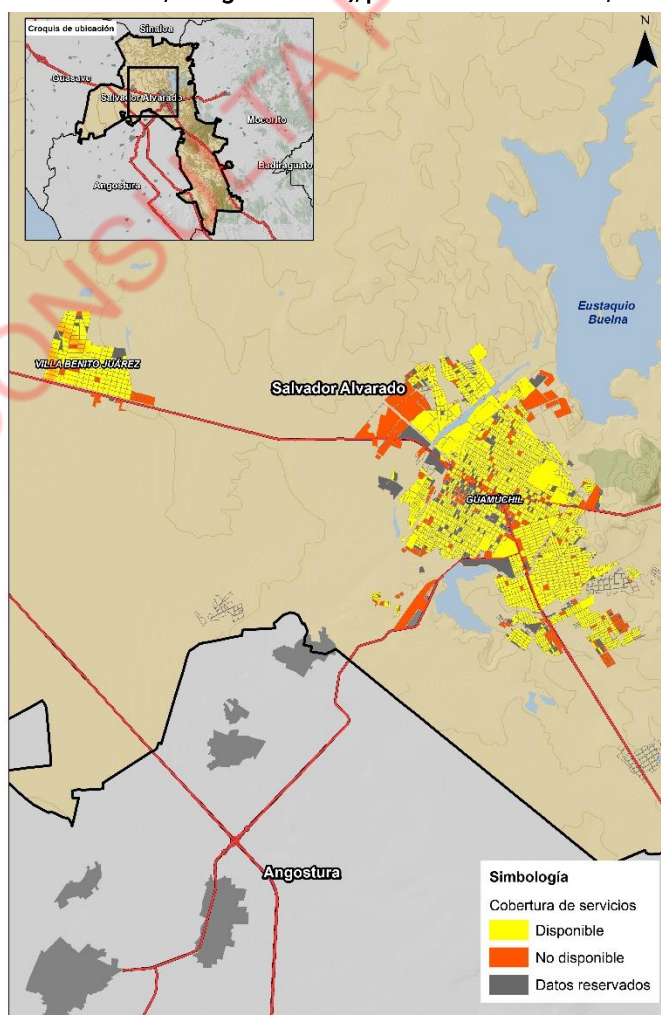 Croquis de ubicación
Sinaloa
Guasave
Salvador Alvarado
Mocorito
Badiraguato
Angostura
N
Eustaquio
Buelna
VILLA BENITO JUÁREZ
Salvador Alvarado
GUAMÚCHIL
Angostura
Simbología
Cobertura de servicios
Disponible
No disponible
Datos reservados